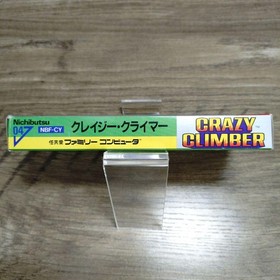 Nichibutsu
04
NBF-CY
クレイジー・クライマー
任天堂 ファミリー コンピュータ
CRAZY
CLIMBER